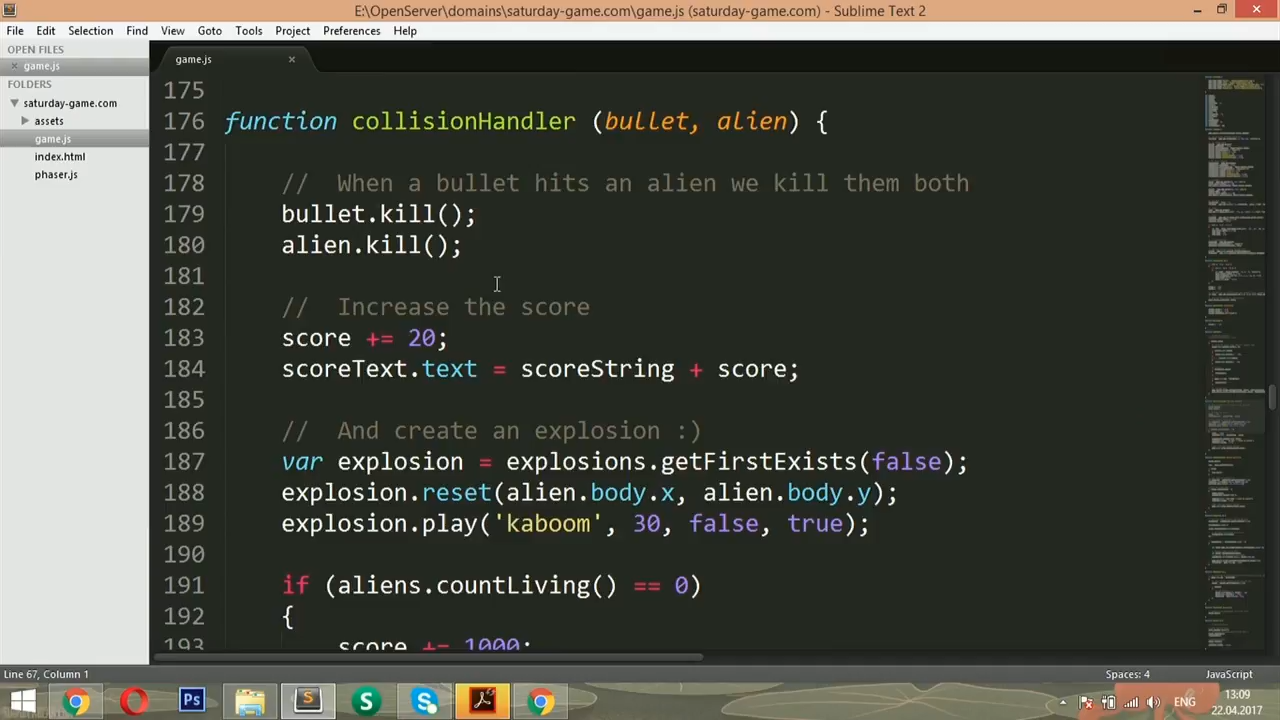 E:\OpenServer\domains\saturday-game.com\game.js (saturday-game.com) - Sublime Text 2
File Edit Selection Find View Goto Tools Project Preferences Help
OPEN FILES
game.js
FOLDERS
saturday-game.com
assets
game.js
index.html
phaser.js
game.js
175
176 function collisionHandler (bullet, alien) {
177
178 // When a bullet hits an alien we kill them both
179 bullet.kill();
180 alien.kill();
181
182 // Increase the score
183 score += 20;
184 scoreText.text = scoreString + score;
185
186 // And create an explosion :)
187 var explosion = explosions.getFirstExists(false);
188 explosion.reset(alien.body.x, alien.body.y);
189 explosion.play('kaboom', 30, false, true);
190
191 if (aliens.countLiving() == 0)
192 {
193 score += 1000;
Line 67, Column 1
Spaces: 4
JavaScript
Ps
S
S
ENG
13:09
22.04.2017